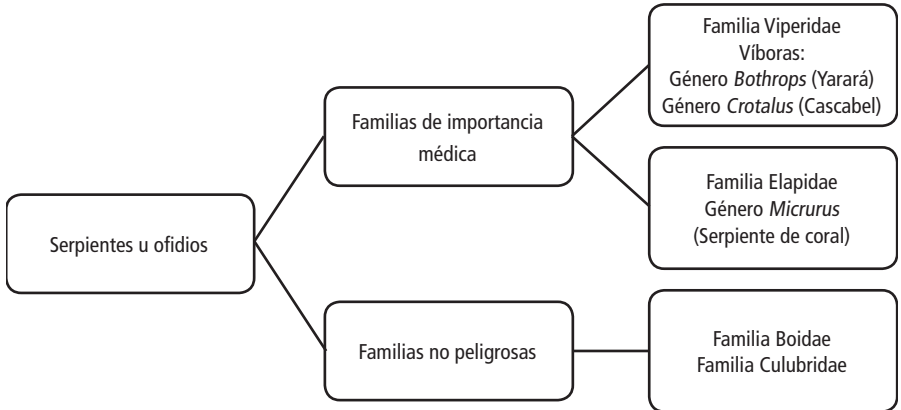 Serpientes u ofidios
Familias de importancia
médica
Familia Viperidae
Víboras:
Género Bothrops (Yarará)
Género Crotalus (Cascabel)
Familia Elapidae
Género Micrurus
(Serpiente de coral)
Familias no peligrosas
Familia Boidae
Familia Culubridae